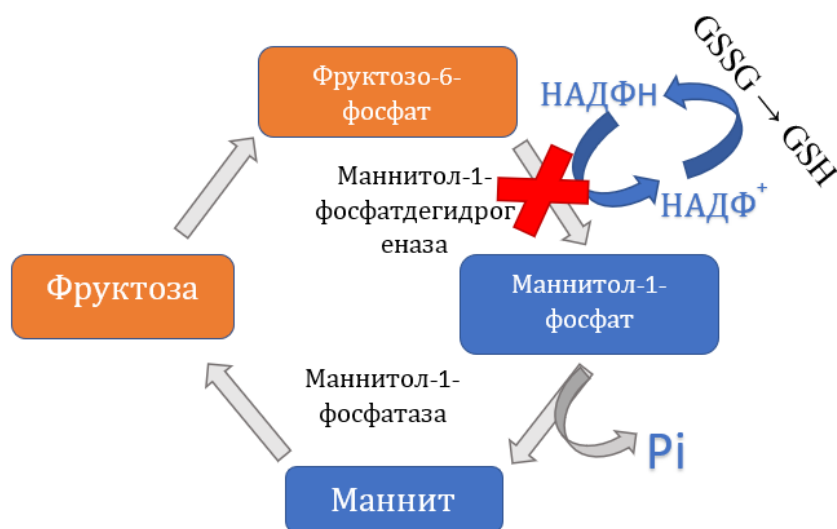 Фруктозо-6-
фосфат
НАДФН
GSSG → GSH
НАДФ⁺
Маннитол-1-
фосфатдегидрог
еназа
Фруктоза
Маннитол-1-
фосфат
Маннитол-1-
фосфатаза
Pi
Маннит